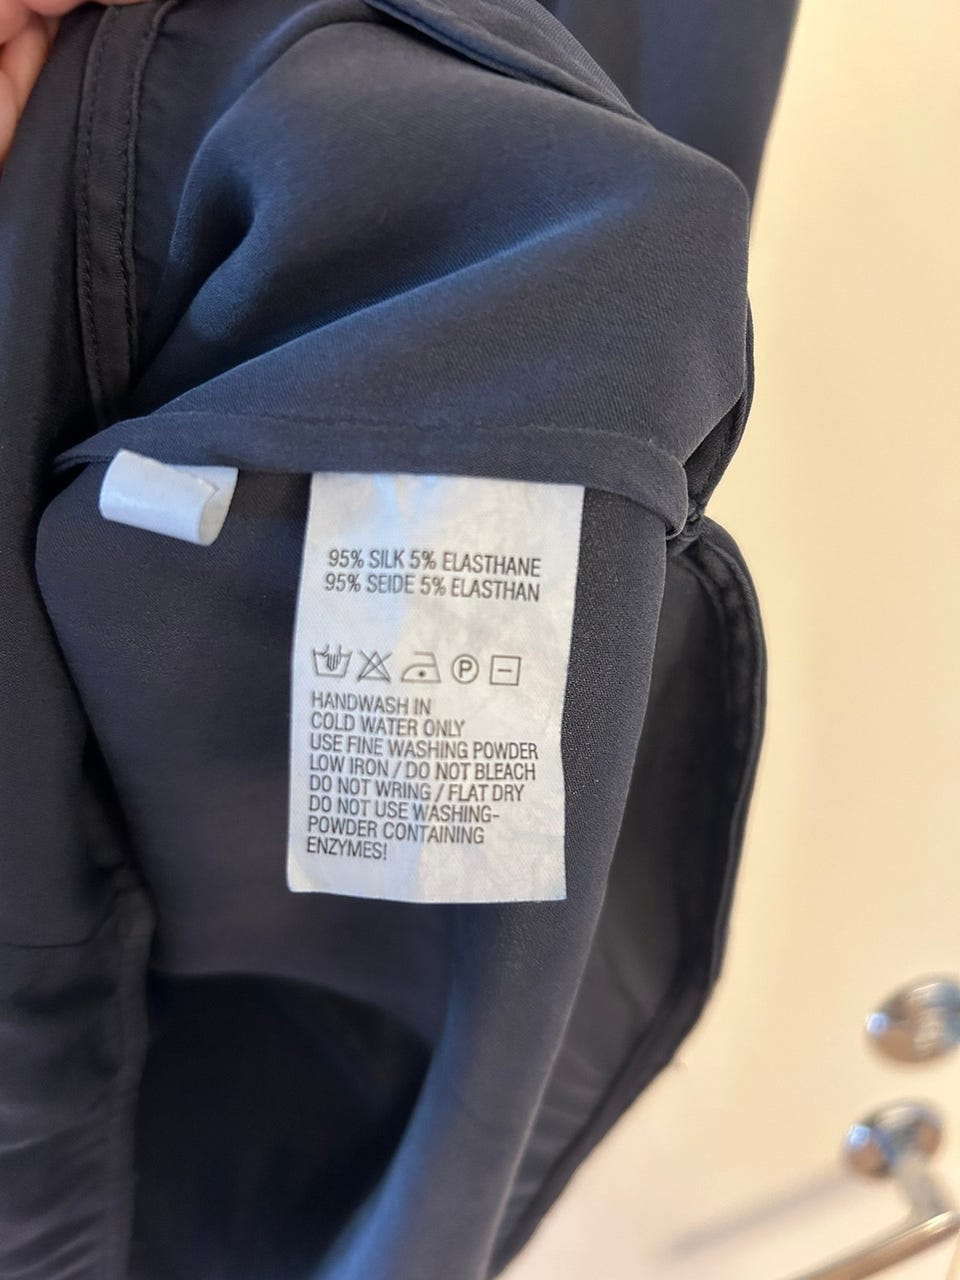 95% SILK 5% ELASTHANE
95% SEIDE 5% ELASTHAN
P
HANDWASH IN
COLD WATER ONLY
USE FINE WASHING POWDER
LOW IRON / DO NOT BLEACH
DO NOT WRING / FLAT DRY
DO NOT USE WASHING-
POWDER CONTAINING
ENZYMES!